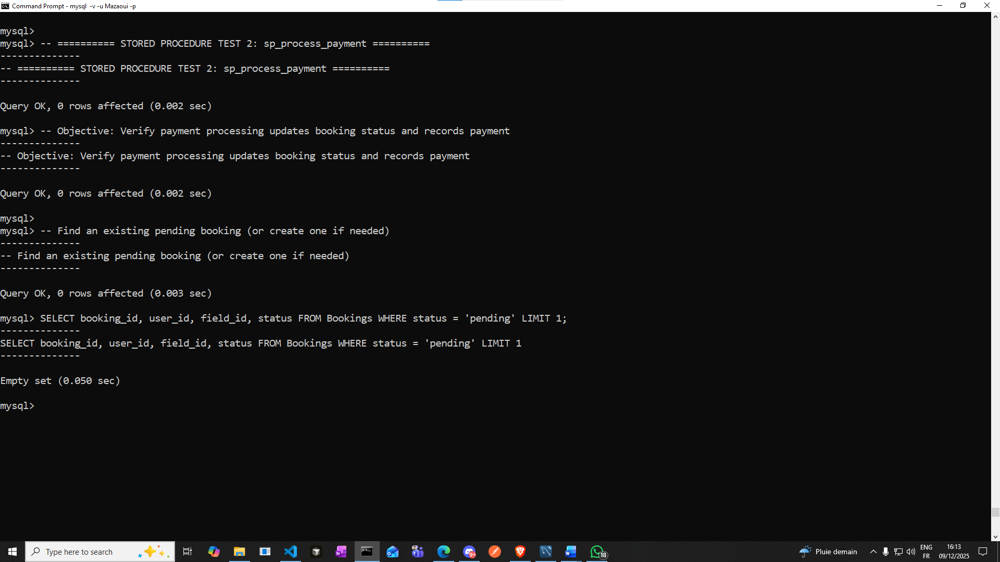 Command Prompt - mysql  -v -u Mazaoui -p
mysql>
mysql> -- ========== STORED PROCEDURE TEST 2: sp_process_payment ==========
--------------
-- ========== STORED PROCEDURE TEST 2: sp_process_payment ==========
--------------
Query OK, 0 rows affected (0.002 sec)
mysql> -- Objective: Verify payment processing updates booking status and records payment
--------------
-- Objective: Verify payment processing updates booking status and records payment
--------------
Query OK, 0 rows affected (0.002 sec)
mysql>
mysql> -- Find an existing pending booking (or create one if needed)
--------------
-- Find an existing pending booking (or create one if needed)
--------------
Query OK, 0 rows affected (0.003 sec)
mysql> SELECT booking_id, user_id, field_id, status FROM Bookings WHERE status = 'pending' LIMIT 1;
--------------
SELECT booking_id, user_id, field_id, status FROM Bookings WHERE status = 'pending' LIMIT 1
--------------
Empty set (0.050 sec)
mysql>
Type here to search
9+
18
Pluie demain
ENG
FR
16:13
09/12/2025